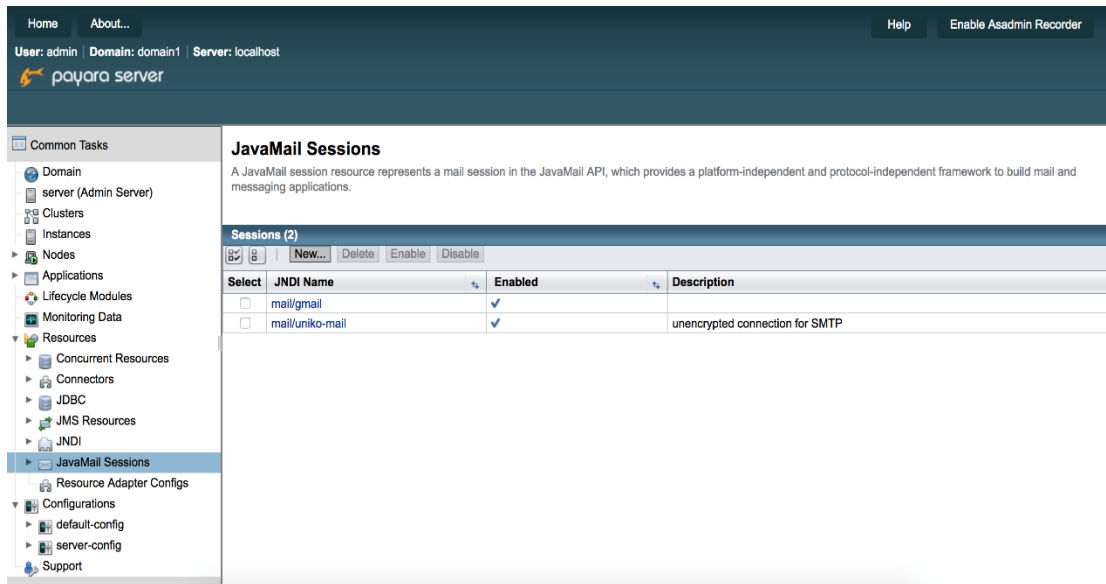 Home About... Help Enable Asadmin Recorder
User: admin Domain: domain1 Server: localhost
payara server
Common Tasks
Domain
server (Admin Server)
Clusters
Instances
Nodes
Applications
Lifecycle Modules
Monitoring Data
Resources
Concurrent Resources
Connectors
JDBC
JMS Resources
JNDI
JavaMail Sessions
Resource Adapter Configs
Configurations
default-config
server-config
Support
JavaMail Sessions
A JavaMail session resource represents a mail session in the JavaMail API, which provides a platform-independent and protocol-independent framework to build mail and
messaging applications.
Sessions (2)
New... Delete Enable Disable
Select JNDI Name Enabled Description
mail/gmail
mail/uniko-mail unencrypted connection for SMTP